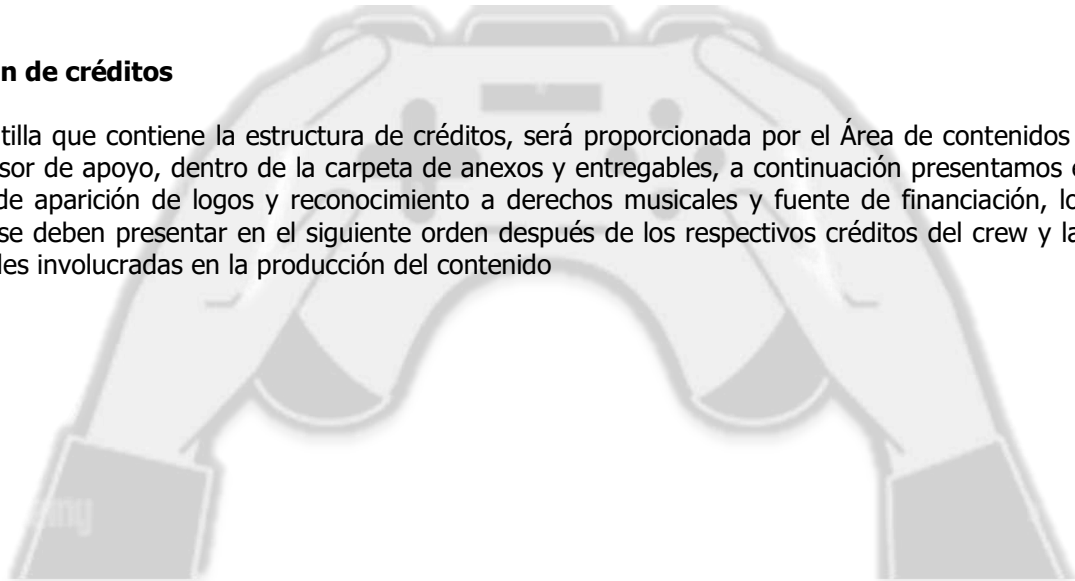 n de créditos
tilla que contiene la estructura de créditos, será proporcionada por el Área de contenidos
sor de apoyo, dentro de la carpeta de anexos y entregables, a continuación presentamos
de aparición de logos y reconocimiento a derechos musicales y fuente de financiación, lo
se deben presentar en el siguiente orden después de los respectivos créditos del crew y la
les involucradas en la producción del contenido